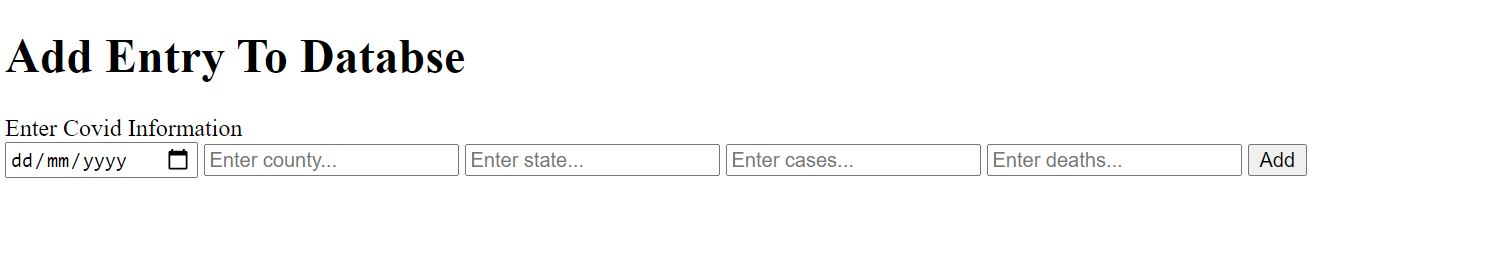 Add Entry To Databse
Enter Covid Information
dd/mm/yyyy Enter county... Enter state... Enter cases... Enter deaths... Add